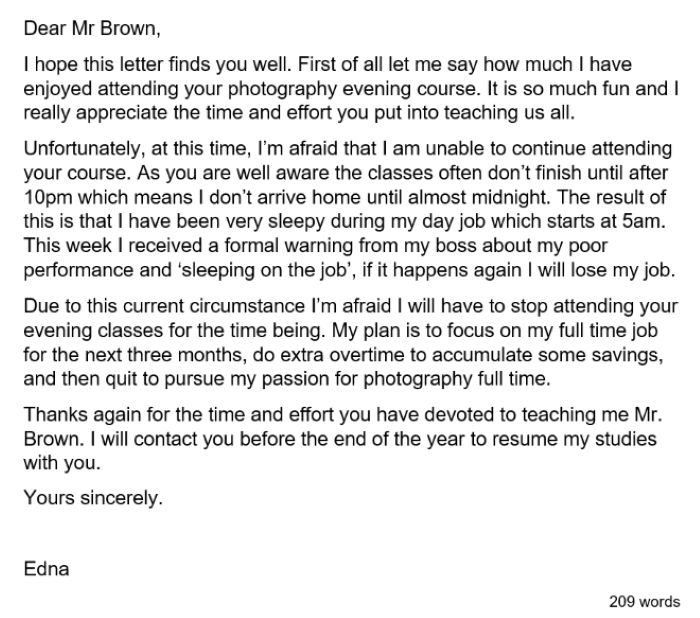 Dear Mr Brown,
I hope this letter finds you well. First of all let me say how much I have
enjoyed attending your photography evening course. It is so much fun and I
really appreciate the time and effort you put into teaching us all.
Unfortunately, at this time, I'm afraid that I am unable to continue attending
your course. As you are well aware the classes often don't finish until after
10pm which means I don't arrive home until almost midnight. The result of
this is that I have been very sleepy during my day job which starts at 5am.
This week I received a formal warning from my boss about my poor
performance and ‘sleeping on the job’, if it happens again I will lose my job.
Due to this current circumstance I'm afraid I will have to stop attending your
evening classes for the time being. My plan is to focus on my full time job
for the next three months, do extra overtime to accumulate some savings,
and then quit to pursue my passion for photography full time.
Thanks again for the time and effort you have devoted to teaching me Mr.
Brown. I will contact you before the end of the year to resume my studies
with you.
Yours sincerely.
Edna
209 words